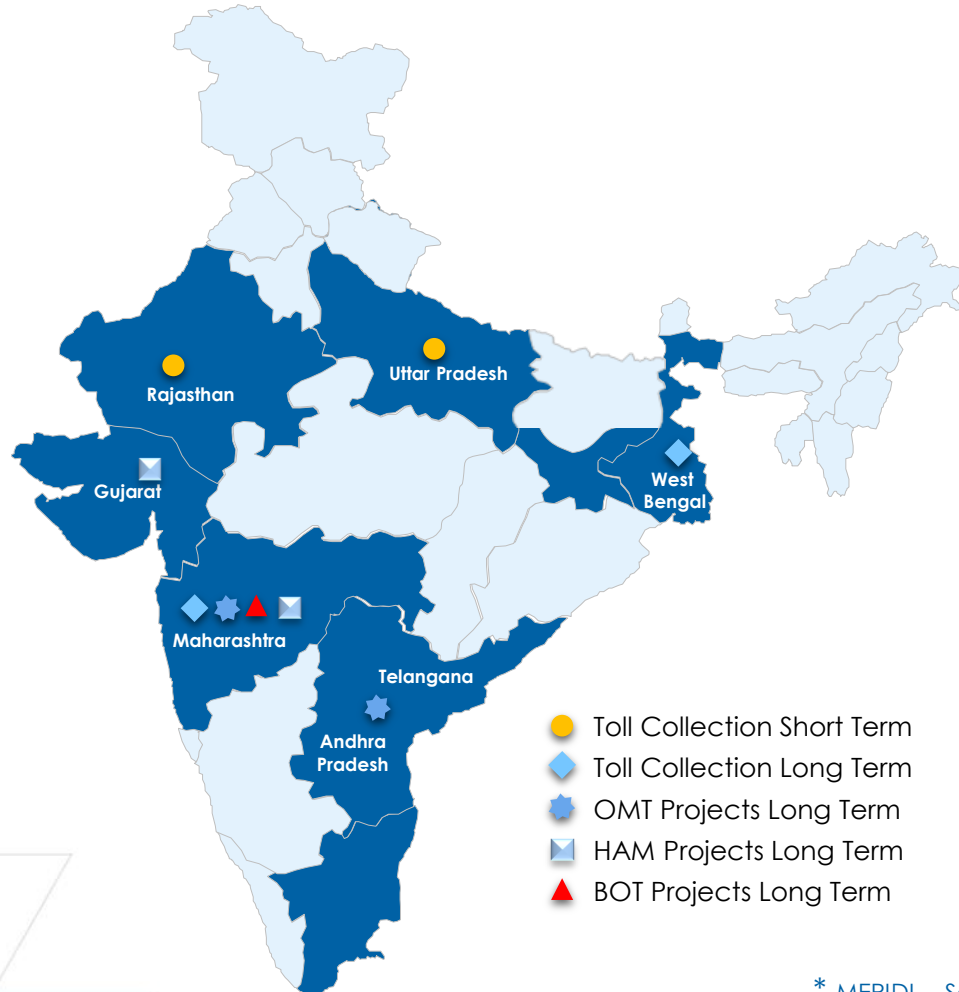 Rajasthan
Uttar Pradesh
Gujarat
West
Bengal
Maharashtra
Telangana
Andhra
Pradesh
Toll Collection Short Term
Toll Collection Long Term
OMT Projects Long Term
HAM Projects Long Term
BOT Projects Long Term